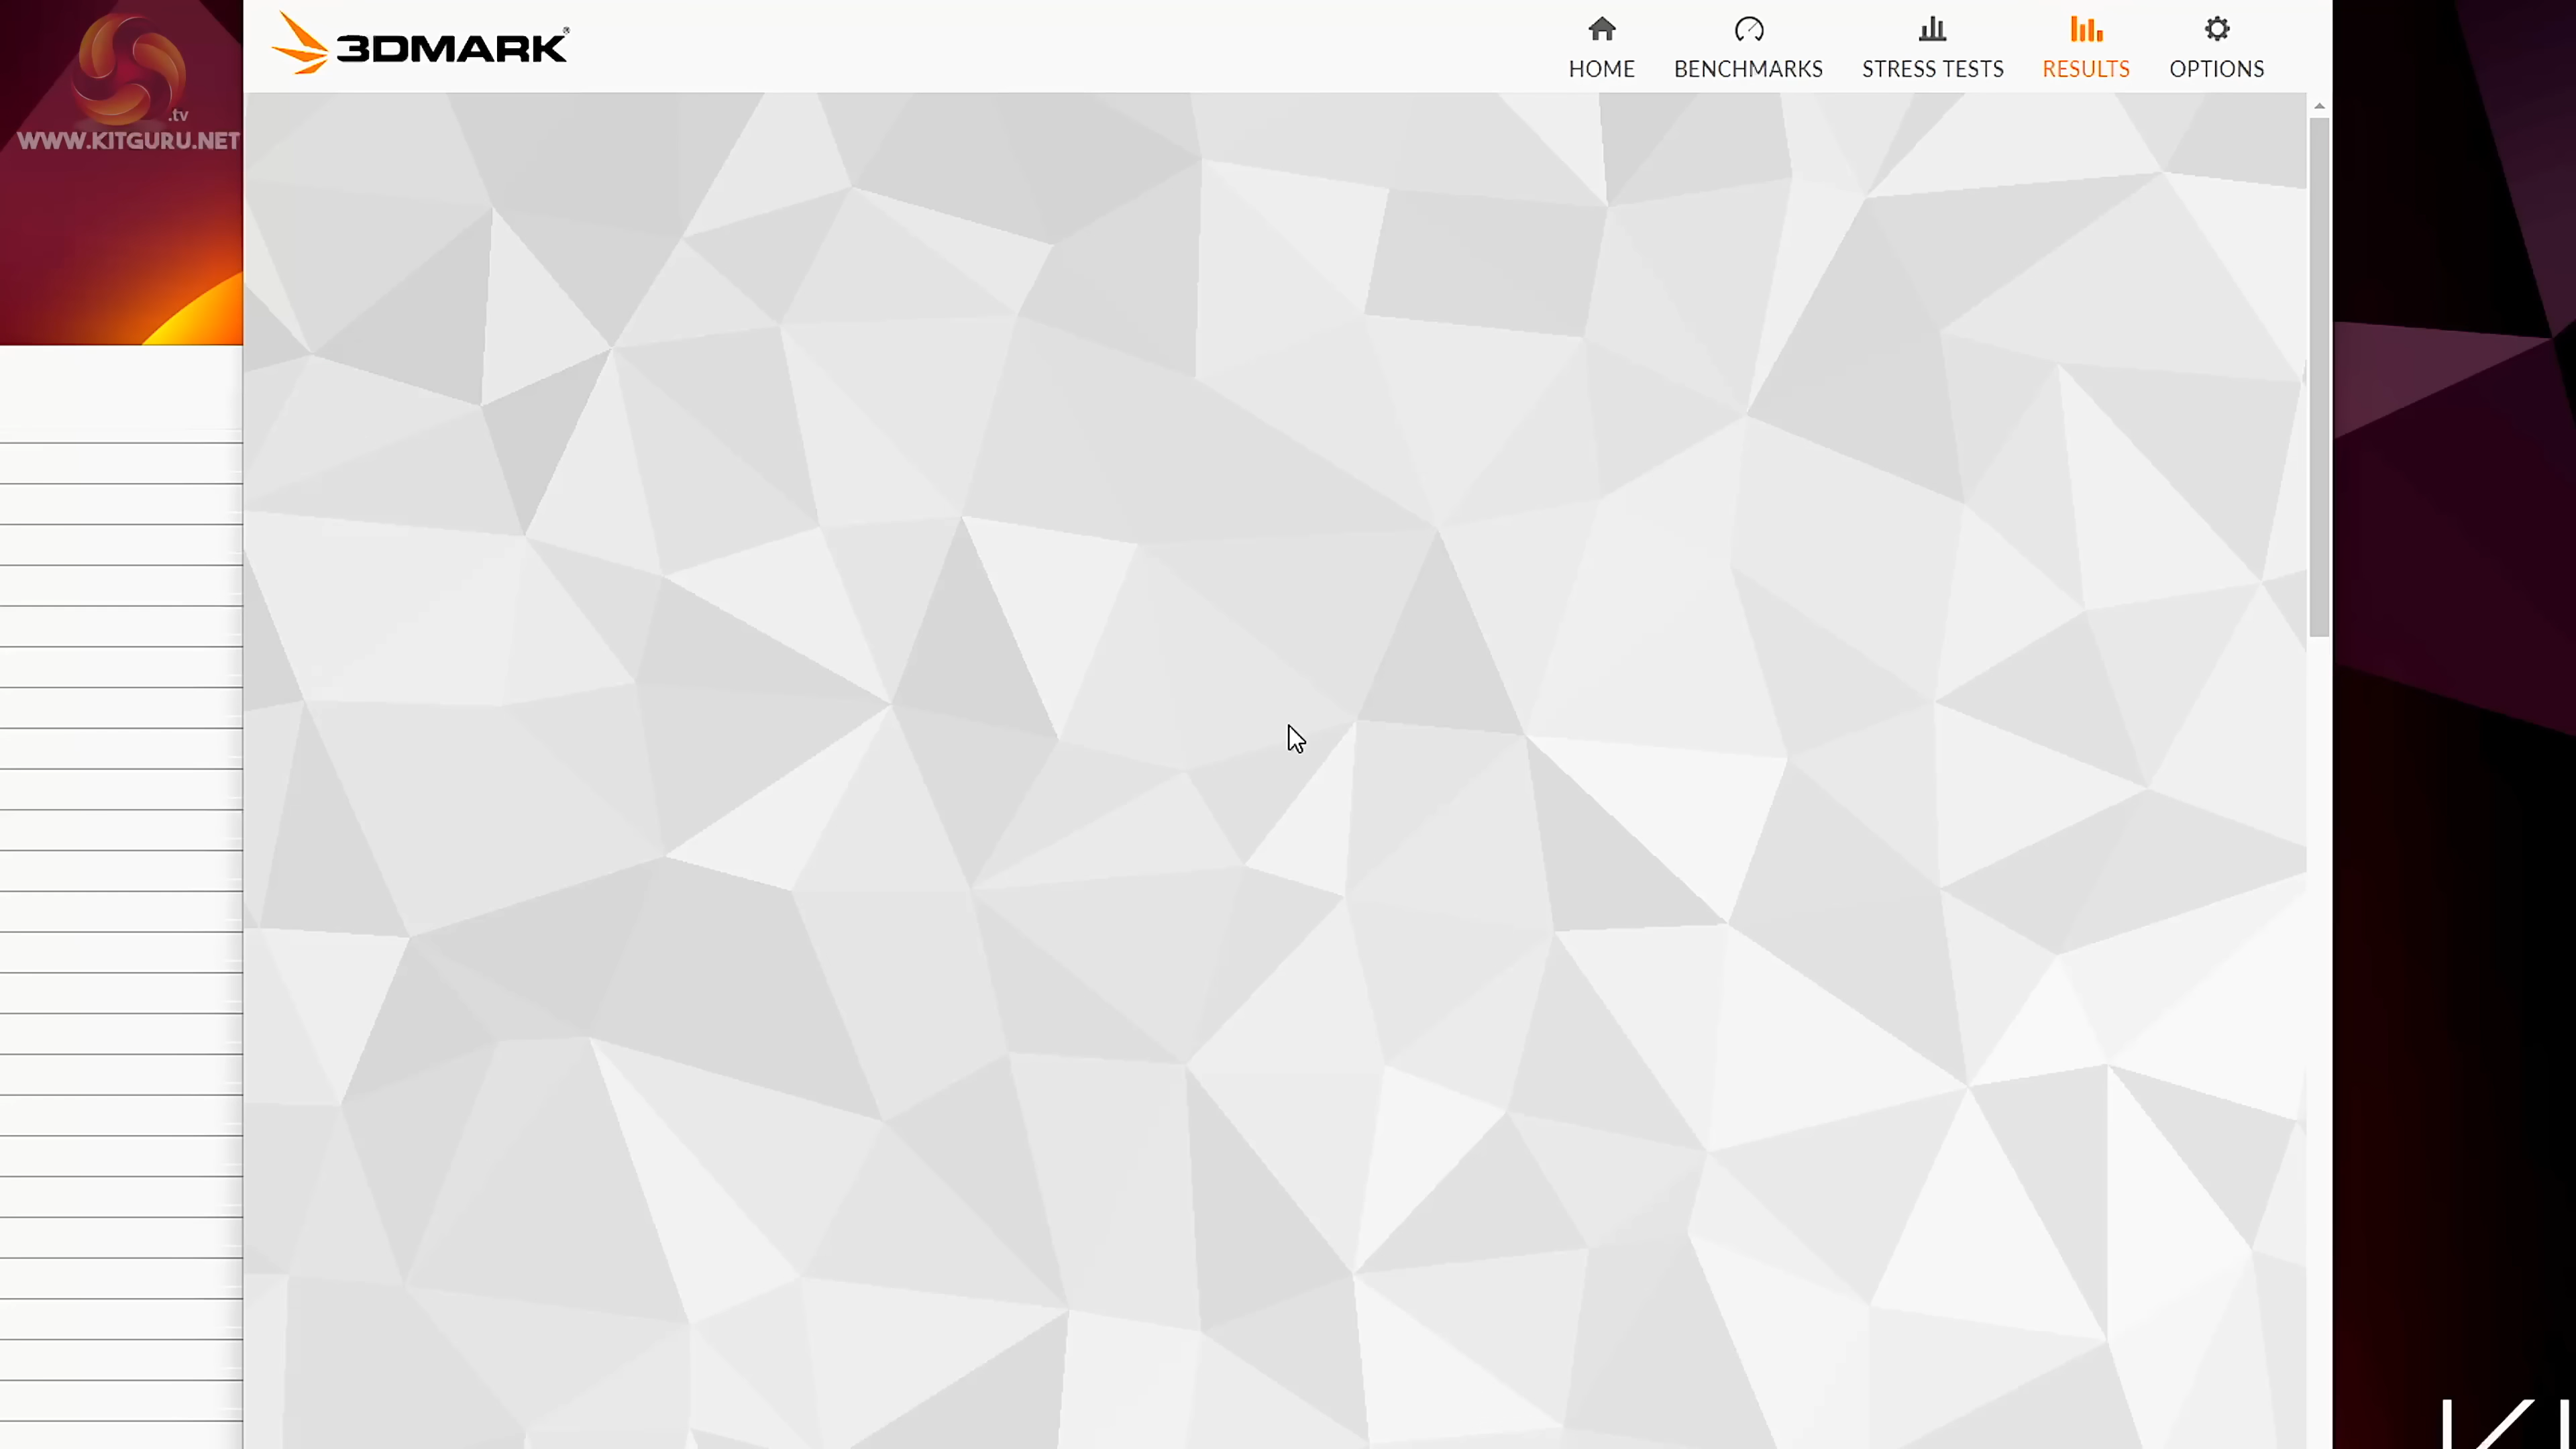 3DMARK®
HOME
BENCHMARKS
STRESS TESTS
RESULTS
OPTIONS
.tv
WWW.KITGURU.NET